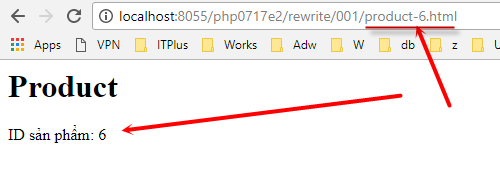 localhost:8055/php0717e2/rewrite/001/product-6.html
Apps VPN ITPlus Works Adw W db z U
Product
ID sản phẩm: 6